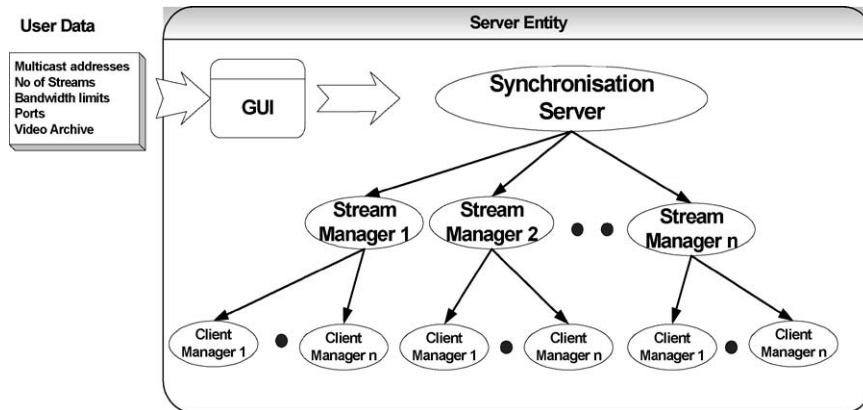 User Data
Server Entity
Multicast addresses
No of Streams
Bandwidth limits
Ports
Video Archive
GUI
Synchronisation
Server
Stream
Manager 1
Stream
Manager 2
Stream
Manager n
Client
Manager 1
Client
Manager n
Client
Manager 1
Client
Manager n
Client
Manager 1
Client
Manager n